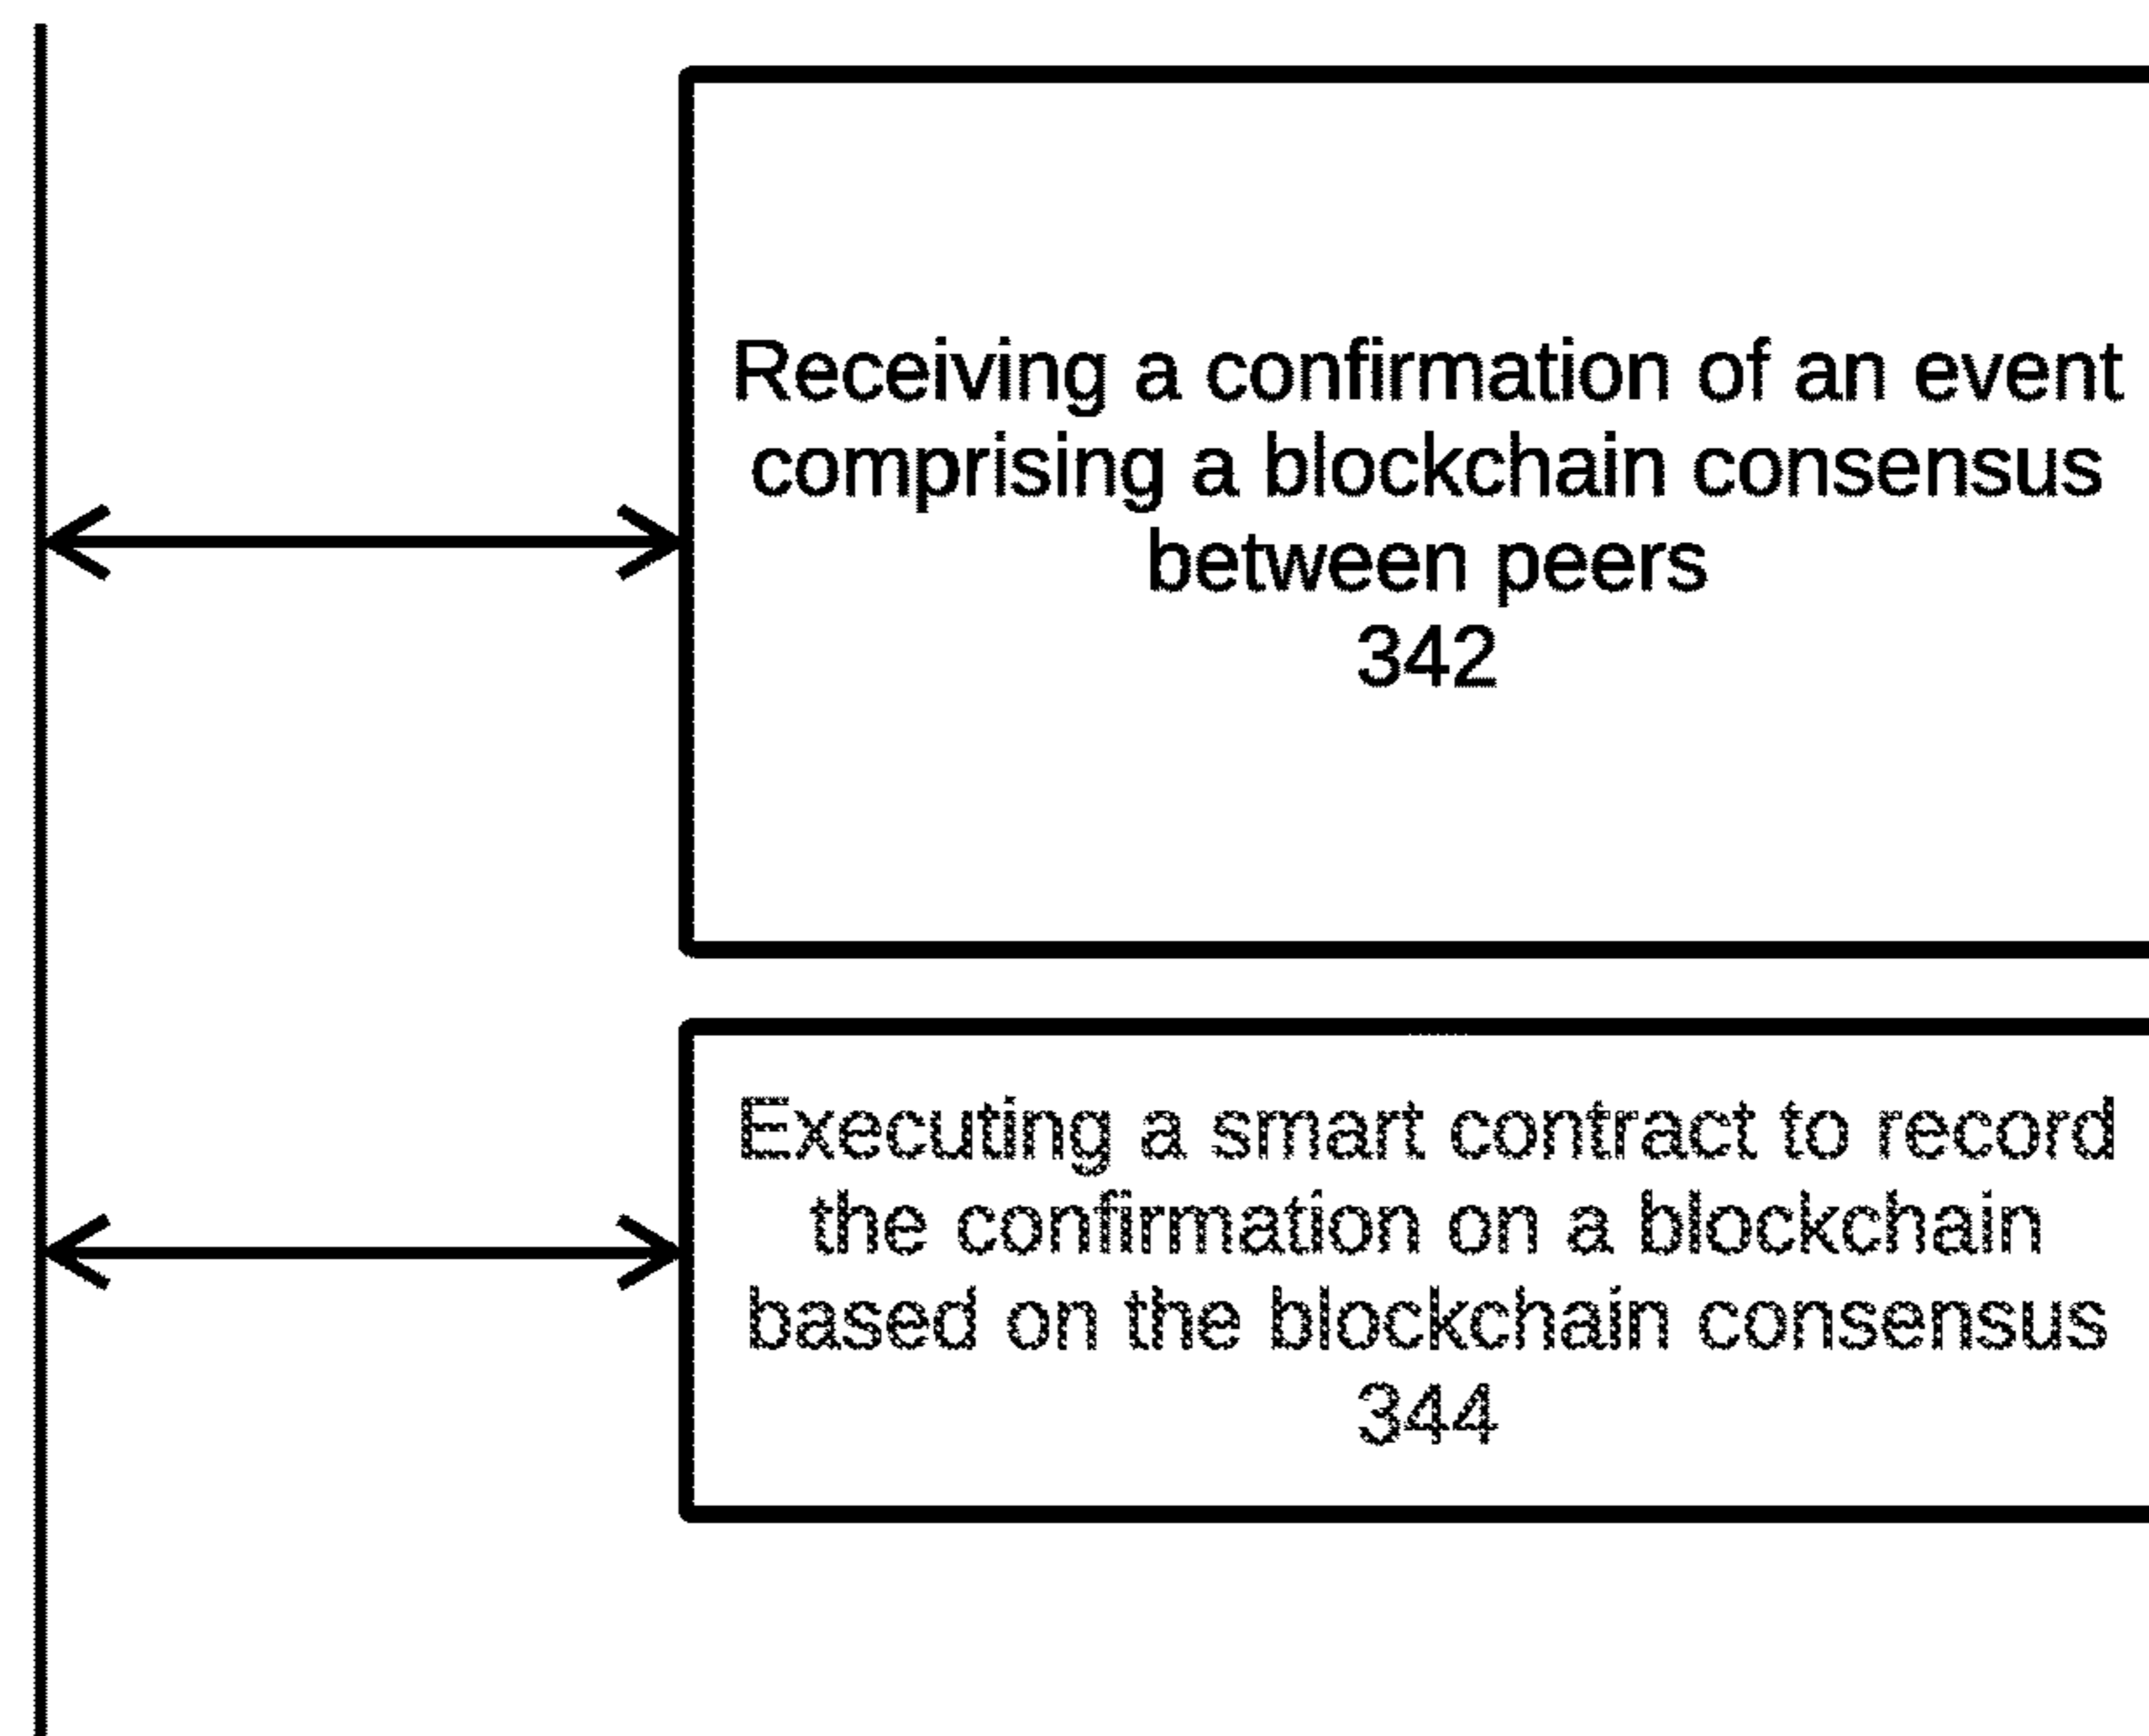 Receiving a confirmation of an event
comprising a blockchain consensus
between peers
342
Executing a smart contract to record
the confirmation on a blockchain
based on the blockchain consensus
344